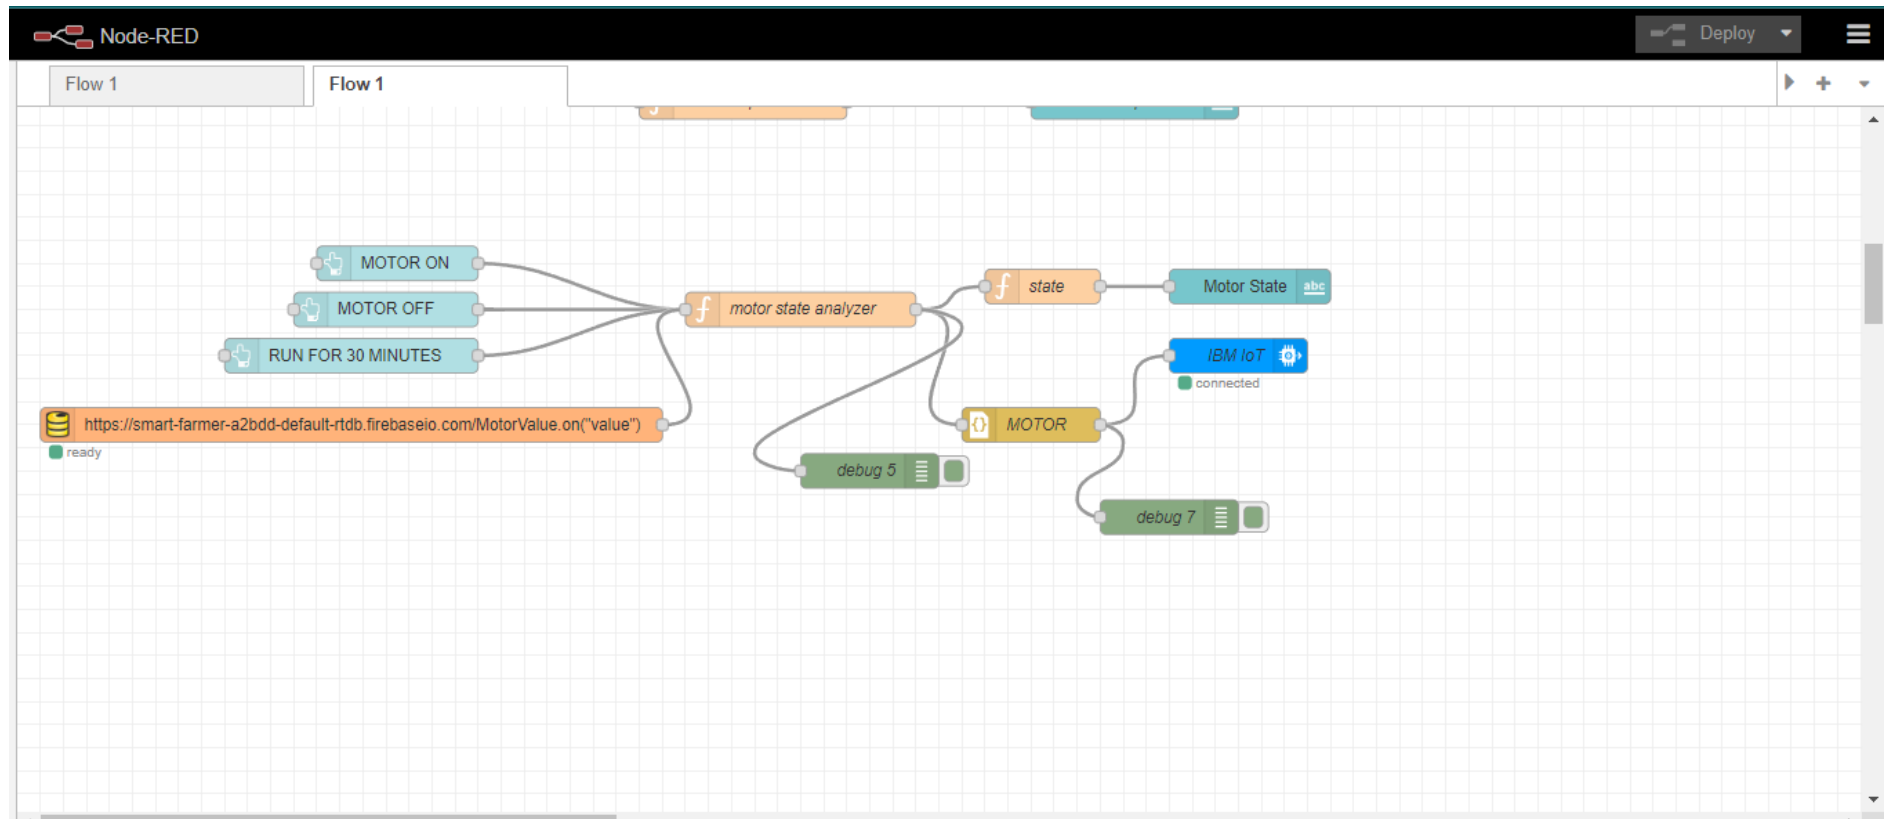 Node-RED
Deploy
Flow 1
Flow 1
MOTOR ON
MOTOR OFF
RUN FOR 30 MINUTES
https://smart-farmer-a2bdd-default-rtdb.firebaseio.com/MotorValue.on("value")
ready
motor state analyzer
state
Motor State
abc
IBM IoT
connected
MOTOR
debug 5
debug 7